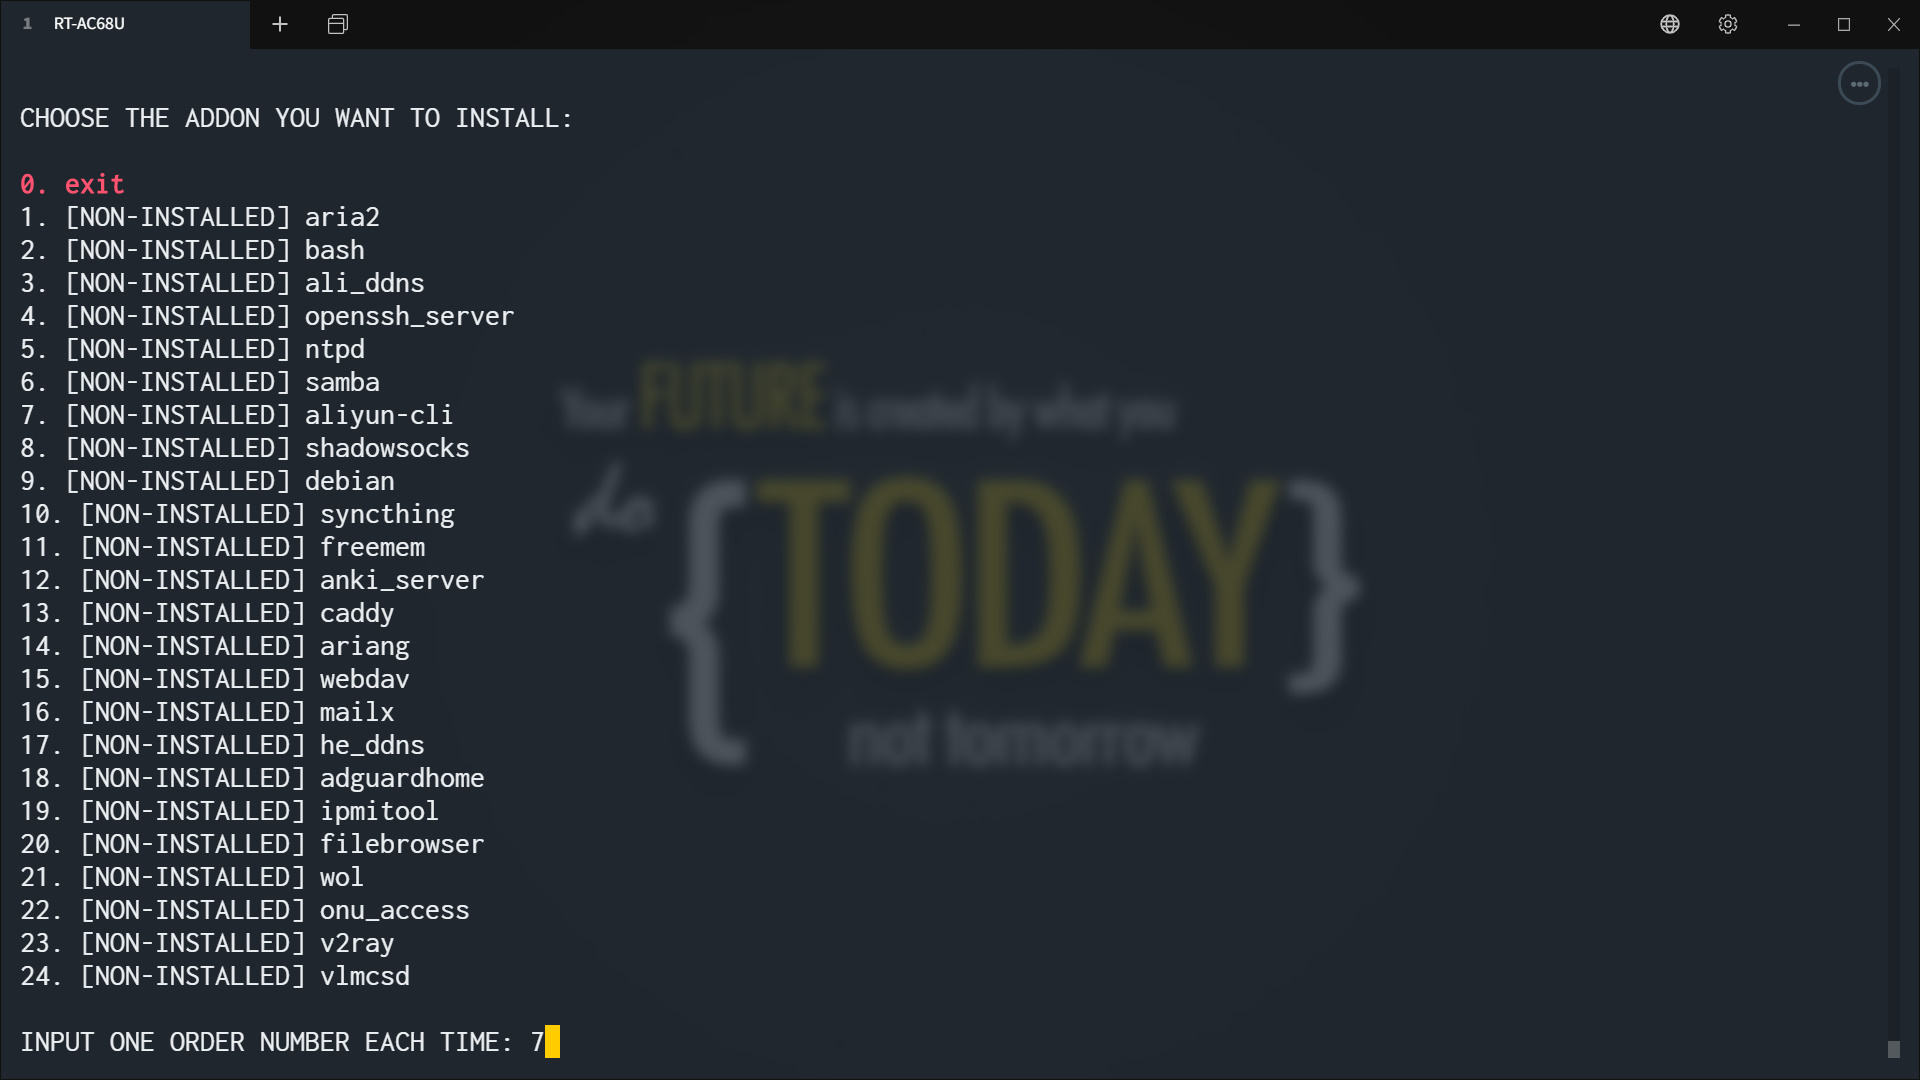 1 RT-AC68U
CHOOSE THE ADDON YOU WANT TO INSTALL:
0. exit
1. [NON-INSTALLED] aria2
2. [NON-INSTALLED] bash
3. [NON-INSTALLED] ali_ddns
4. [NON-INSTALLED] openssh_server
5. [NON-INSTALLED] ntpd
6. [NON-INSTALLED] samba
7. [NON-INSTALLED] aliyun-cli
8. [NON-INSTALLED] shadowsocks
9. [NON-INSTALLED] debian
10. [NON-INSTALLED] syncthing
11. [NON-INSTALLED] freemem
12. [NON-INSTALLED] anki_server
13. [NON-INSTALLED] caddy
14. [NON-INSTALLED] ariang
15. [NON-INSTALLED] webdav
16. [NON-INSTALLED] mailx
17. [NON-INSTALLED] he_ddns
18. [NON-INSTALLED] adguardhome
19. [NON-INSTALLED] ipmitool
20. [NON-INSTALLED] filebrowser
21. [NON-INSTALLED] wol
22. [NON-INSTALLED] onu_access
23. [NON-INSTALLED] v2ray
24. [NON-INSTALLED] vlmcsd
INPUT ONE ORDER NUMBER EACH TIME: 7
Your FUTURE is created by what you
do {TODAY}
not tomorrow